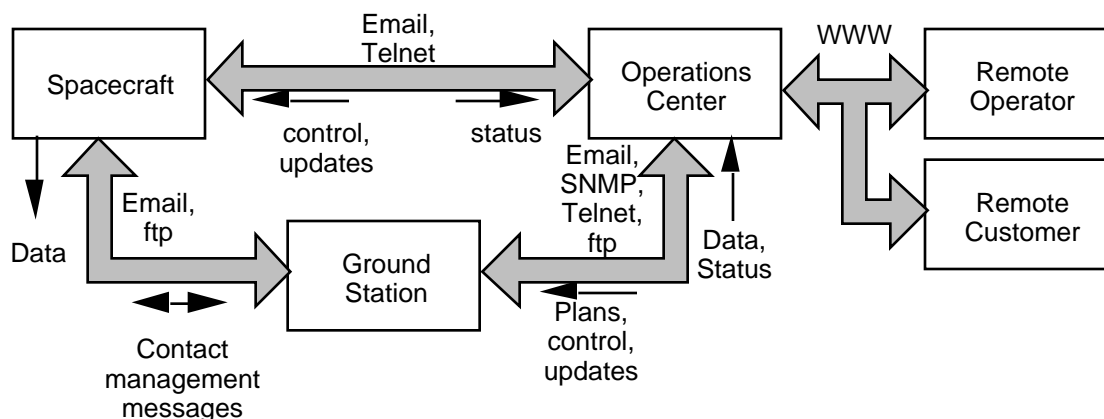 Email,
Telnet
WWW
Spacecraft
Operations
Center
Remote
Operator
control,
updates
status
Email,
SNMP,
Telnet,
ftp
Email,
ftp
Remote
Customer
Data
Ground
Station
Data,
Status
Plans,
control,
updates
Contact
management
messages